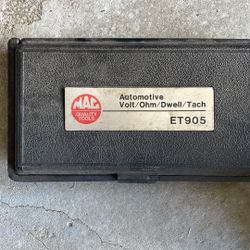 MAC
QUALITY
TOOLS
Automotive
Volt/Ohm/Dwell/Tach
ET905